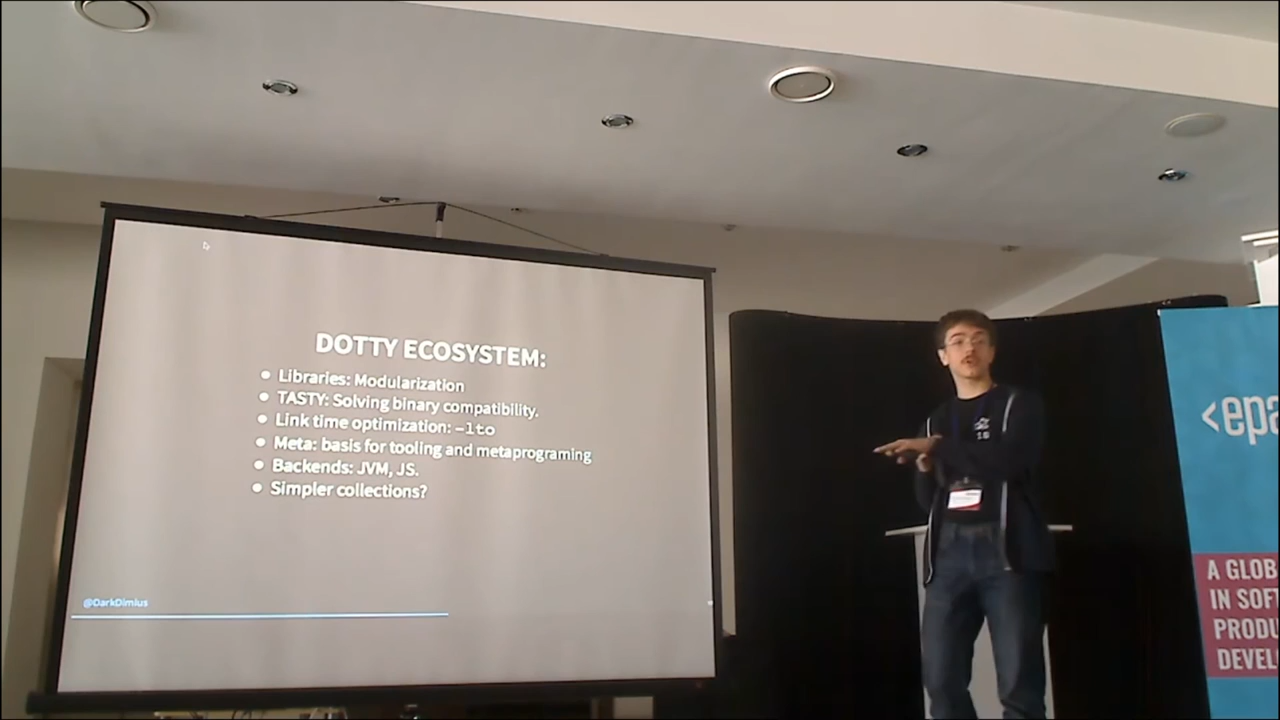 DOTTY ECOSYSTEM:
Libraries: Modularization
TASTY: Solving binary compatibility.
Link time optimization: -lto
Meta: basis for tooling and metaprograming
Backends: JVM, JS.
Simpler collections?
@DarkDimius
<epa
A GLOB
IN SOFT
PRODU
DEVEL